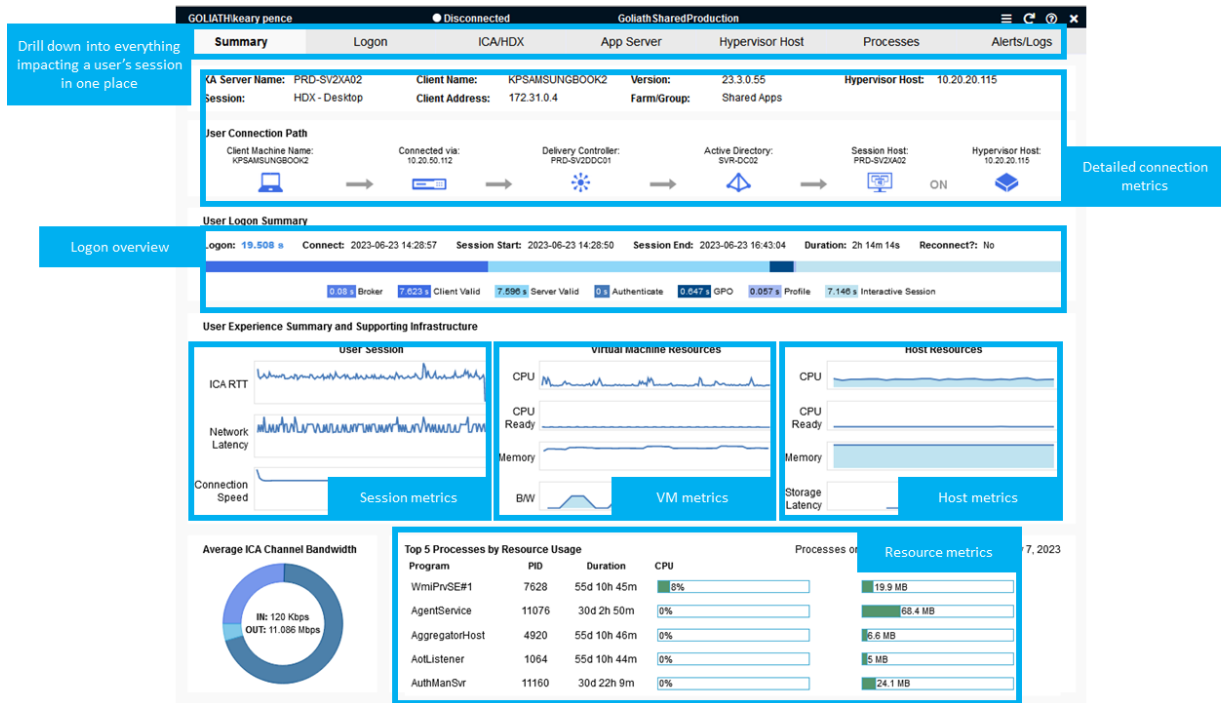 GOLIATH\keary pence Disconnected GoliathSharedProduction
Drill down into everything
impacting a user's session
in one place
Summary Logon ICA/HDX App Server Hypervisor Host Processes Alerts/Logs
XA Server Name: PRD-SV2XA02 Client Name: KPSAMSUNGBOOK2 Version: 23.3.0.55 Hypervisor Host: 10.20.20.115
Session: HDX - Desktop Client Address: 172.31.0.4 Farm/Group: Shared Apps
User Connection Path
Client Machine Name: Connected via: Delivery Controller: Active Directory: Session Host: Hypervisor Host:
KPSAMSUNGBOOK2 10.20.50.112 PRD-SV2DDC01 SVR-DC02 PRD-SV2XA02 10.20.20.115
ON
Detailed connection
metrics
User Logon Summary
Logon overview
Logon: 19.508 s Connect: 2023-06-23 14:28:57 Session Start: 2023-06-23 14:28:50 Session End: 2023-06-23 16:43:04 Duration: 2h 14m 14s Reconnect?: No
0.08 s Broker 7.623 s Client Valid 7.596 s Server Valid 0 s Authenticate 0.647 s GPO 0.057 s Profile 7.146 s Interactive Session
User Experience Summary and Supporting Infrastructure
User Session
ICA RTT
Network
Latency
Connection
Speed
Session metrics
Virtual Machine Resources
CPU
CPU
Ready
Memory
B/W
VM metrics
Host Resources
CPU
CPU
Ready
Memory
Storage
Latency
Host metrics
Average ICA Channel Bandwidth
IN: 120 Kbps
OUT: 11.086 Mbps
Top 5 Processes by Resource Usage Processes 7, 2023
Resource metrics
Program PID Duration CPU
WmiPrvSE#1 7628 55d 10h 45m 8% 19.9 MB
AgentService 11076 30d 2h 50m 0% 68.4 MB
AggregatorHost 4920 55d 10h 46m 0% 6.6 MB
AotListener 1064 55d 10h 44m 0% 5 MB
AuthManSvr 11160 30d 22h 9m 0% 24.1 MB